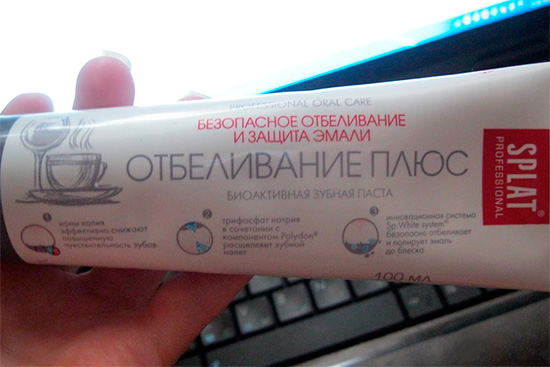 PROFESSIONAL ORAL CARE
БЕЗОПАСНОЕ ОТБЕЛИВАНИЕ
И ЗАЩИТА ЭМАЛИ
ОТБЕЛИВАНИЕ ПЛЮС
БИОАКТИВНАЯ ЗУБНАЯ ПАСТА
1
ионы калия
эффективно снижают
повышенную
чувствительность зубов
2
трифосфат натрия
в сочетании с
компонентом Polydon®
расщепляет зубной
налет
3
инновационная система
Sp.White system®
безопасно отбеливает
и полирует эмаль
до блеска
100 МЛ
SPLAT®
PROFESSIONAL